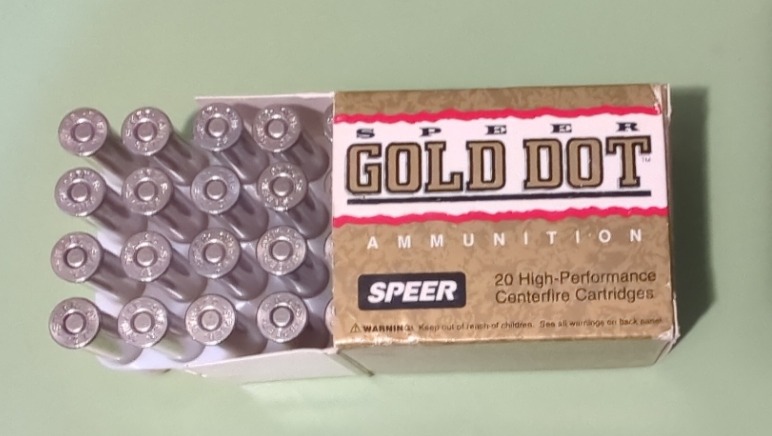 SPEER
GOLD DOT™
AMMUNITION
SPEER
20 High-Performance
Centerfire Cartridges
⚠ WARNING: Keep out of reach of children. See all warnings on back panel.